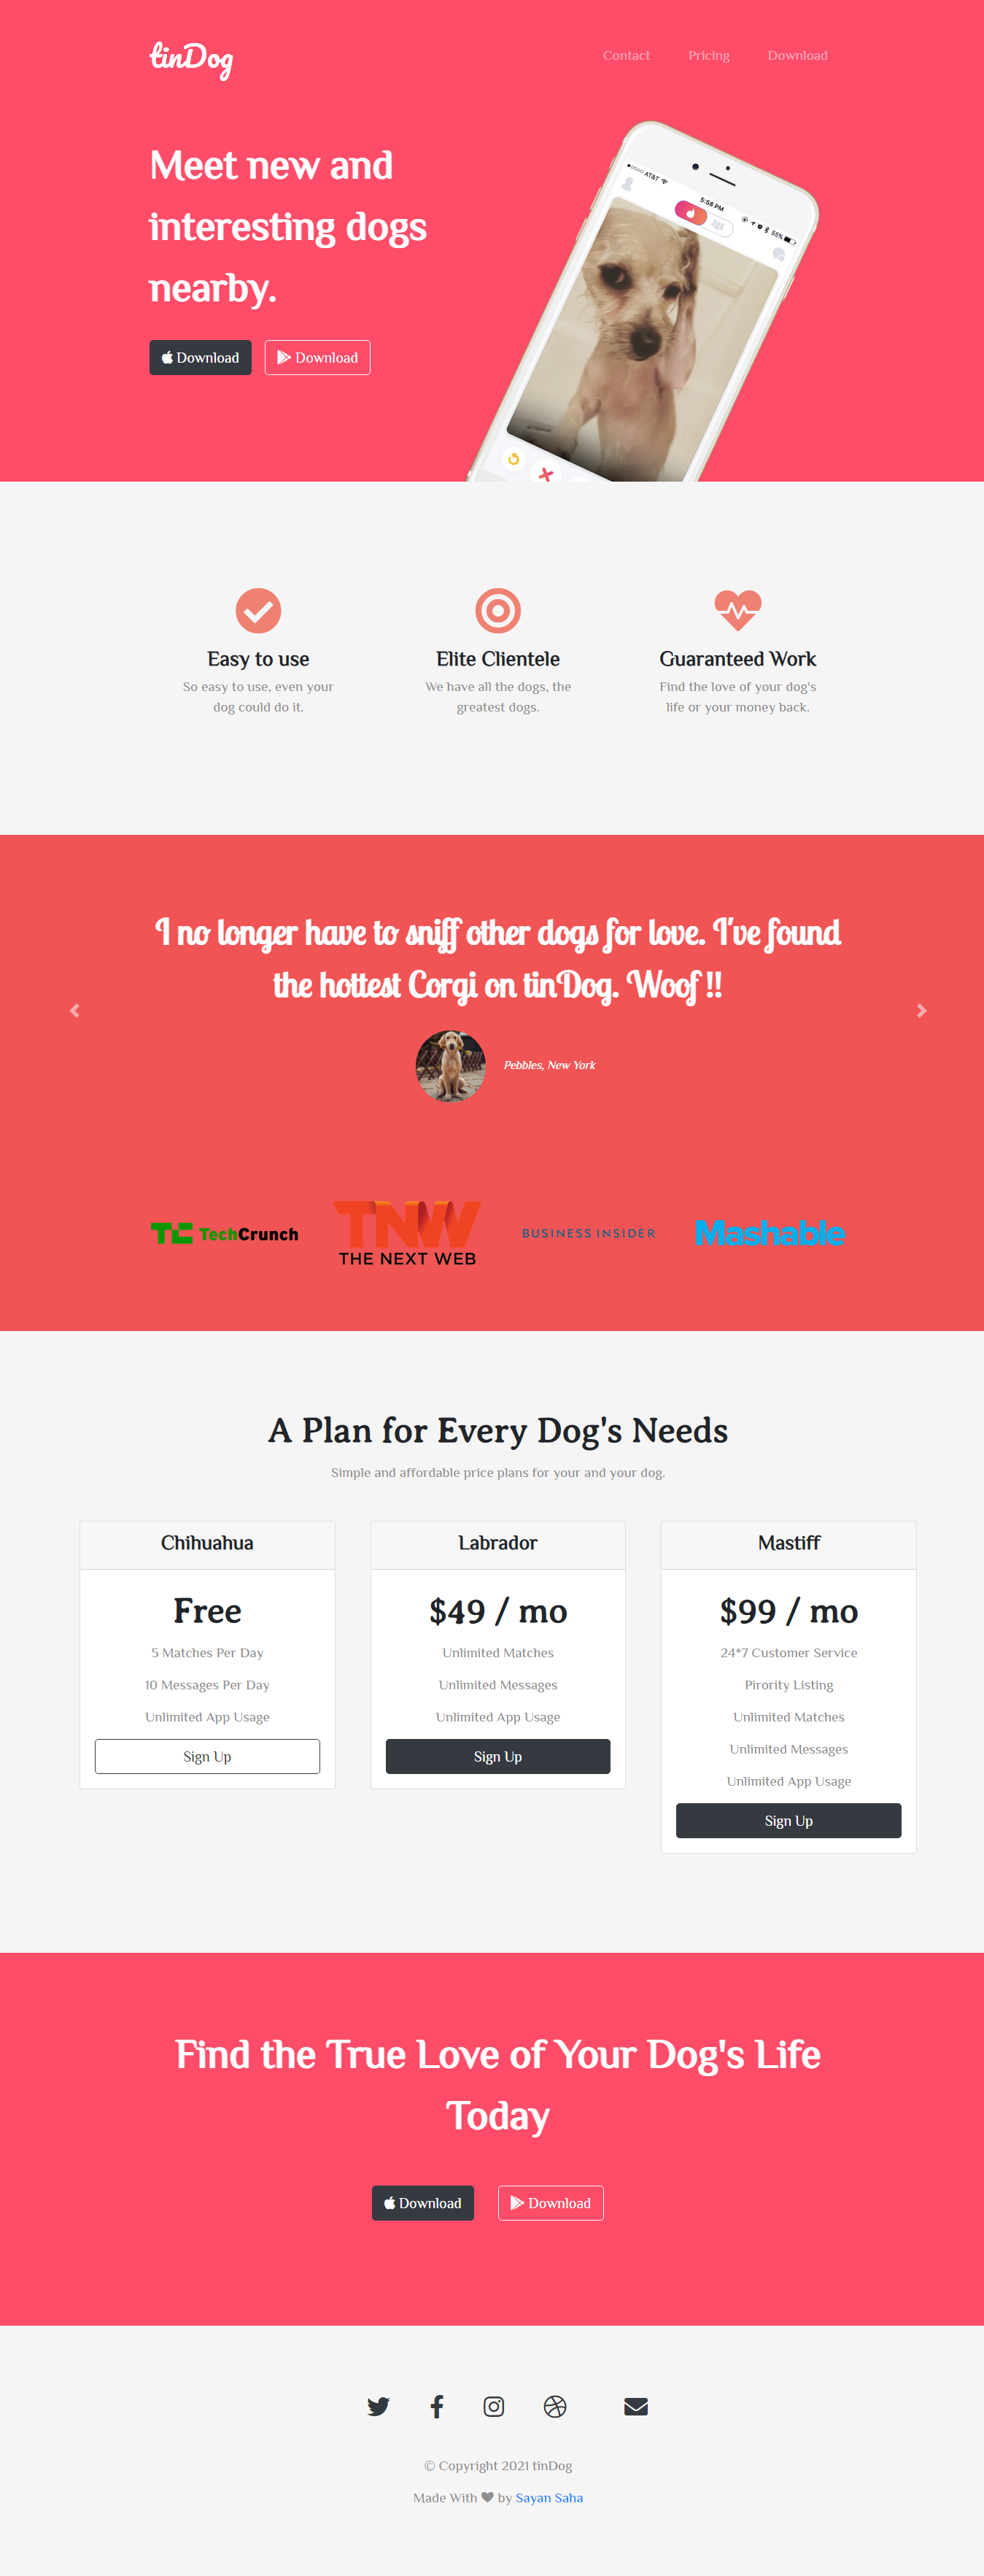 tinDog
Contact Pricing Download
Meet new and
interesting dogs
nearby.
Download Download
AT&T 5:58 PM 55%
Easy to use Elite Clientele Guaranteed Work
So easy to use, even your We have all the dogs, the Find the love of your dog's
dog could do it. greatest dogs. life or your money back.
I no longer have to sniff other dogs for love. I've found
the hottest Corgi on tinDog. Woof !!
Pebbles, New York
TC TechCrunch TNW BUSINESS INSIDER Mashable
THE NEXT WEB
A Plan for Every Dog's Needs
Simple and affordable price plans for your and your dog.
Chihuahua
Free
5 Matches Per Day
10 Messages Per Day
Unlimited App Usage
Sign Up
Labrador
$49 / mo
Unlimited Matches
Unlimited Messages
Unlimited App Usage
Sign Up
Mastiff
$99 / mo
24*7 Customer Service
Pirority Listing
Unlimited Matches
Unlimited Messages
Unlimited App Usage
Sign Up
Find the True Love of Your Dog's Life
Today
Download Download
© Copyright 2021 tinDog
Made With ♥ by Sayan Saha